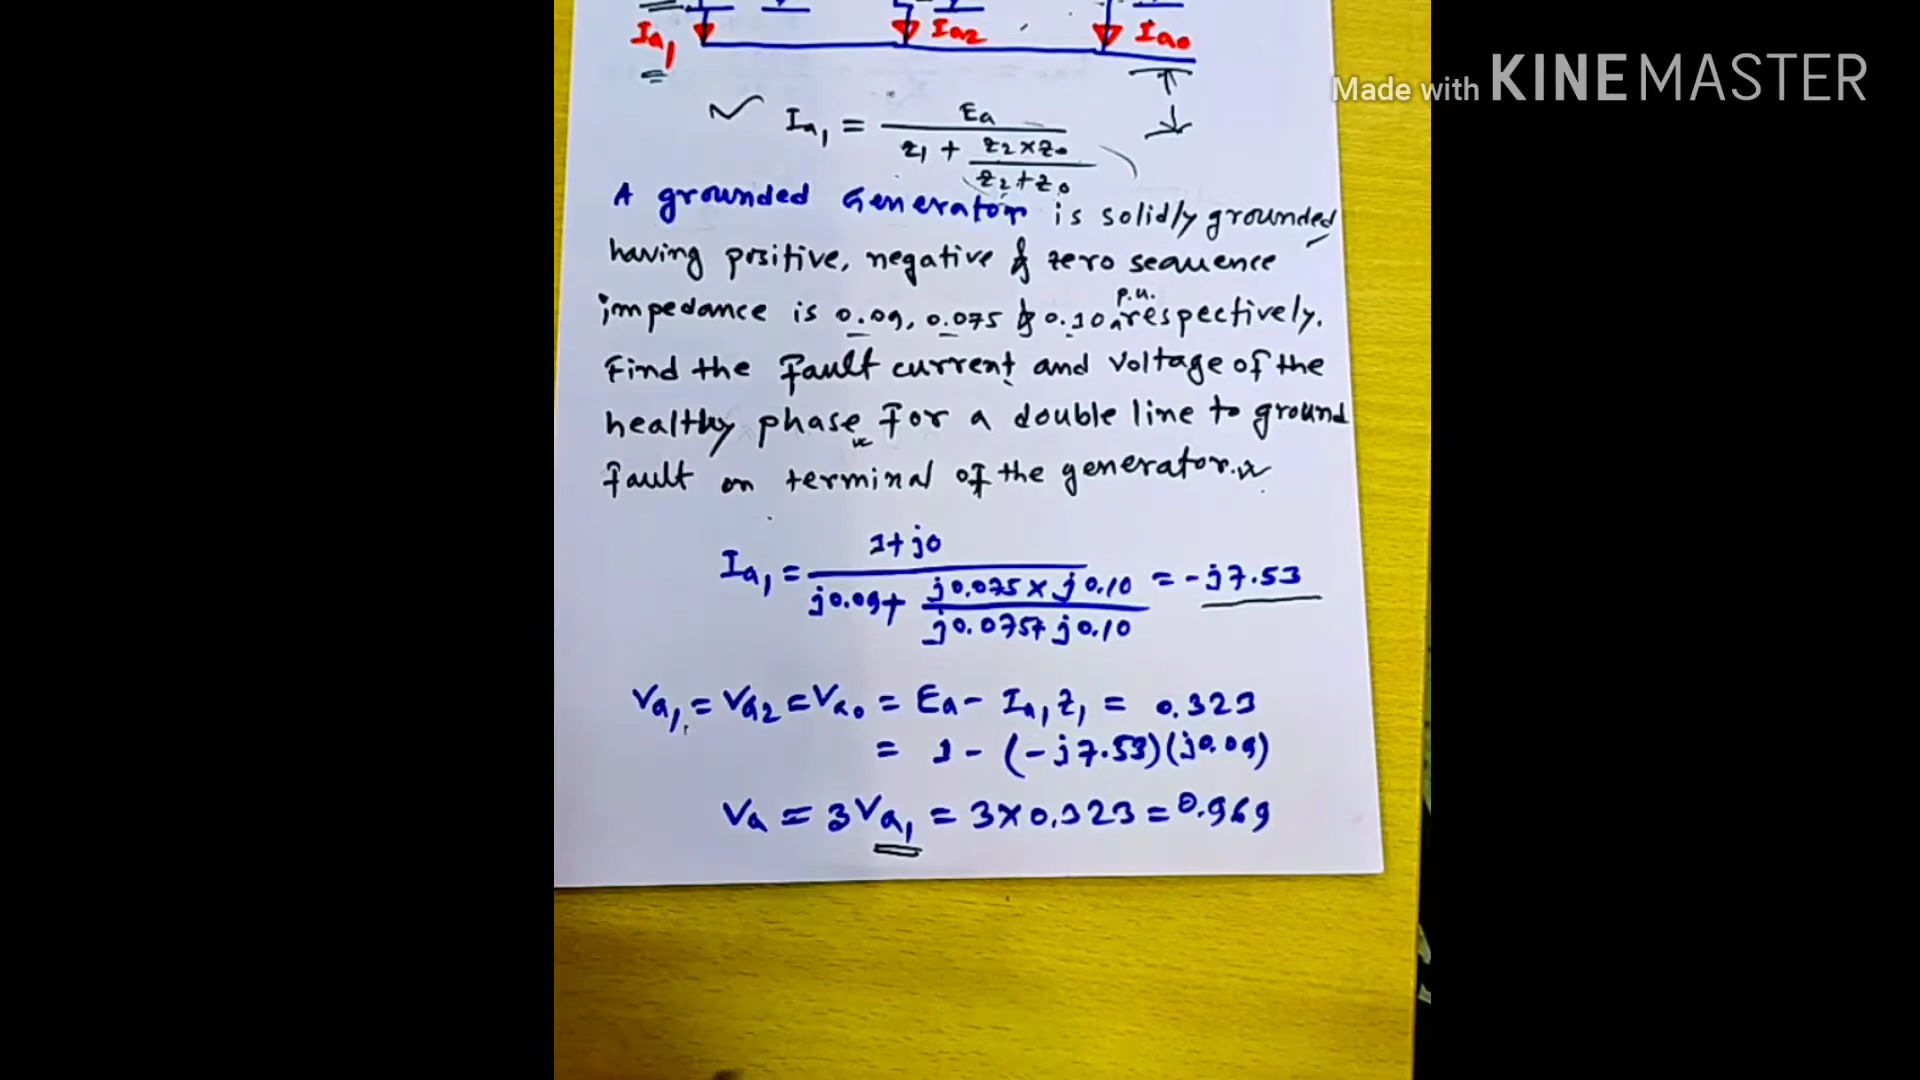 Made with KINEMASTER
Ia1 Ia2 Ia0
Ia1 = Ea / (z1 + (z2×z0)/(z2+z0))
A grounded Generator is solidly grounded
having positive, negative & zero sequence
impedance is 0.09, 0.075 & 0.10 p.u. respectively.
Find the fault current and voltage of the
healthy phase for a double line to ground
fault on terminal of the generator.
Ia1 = (1+j0) / (j0.09+ (j0.075×j0.10)/(j0.075+j0.10)) = -j7.53
Va1 = Va2 = Va0 = Ea - Ia1 z1 = 0.323
= 1 - (-j7.53)(j0.09)
Va = 3Va1 = 3×0.323 = 0.969